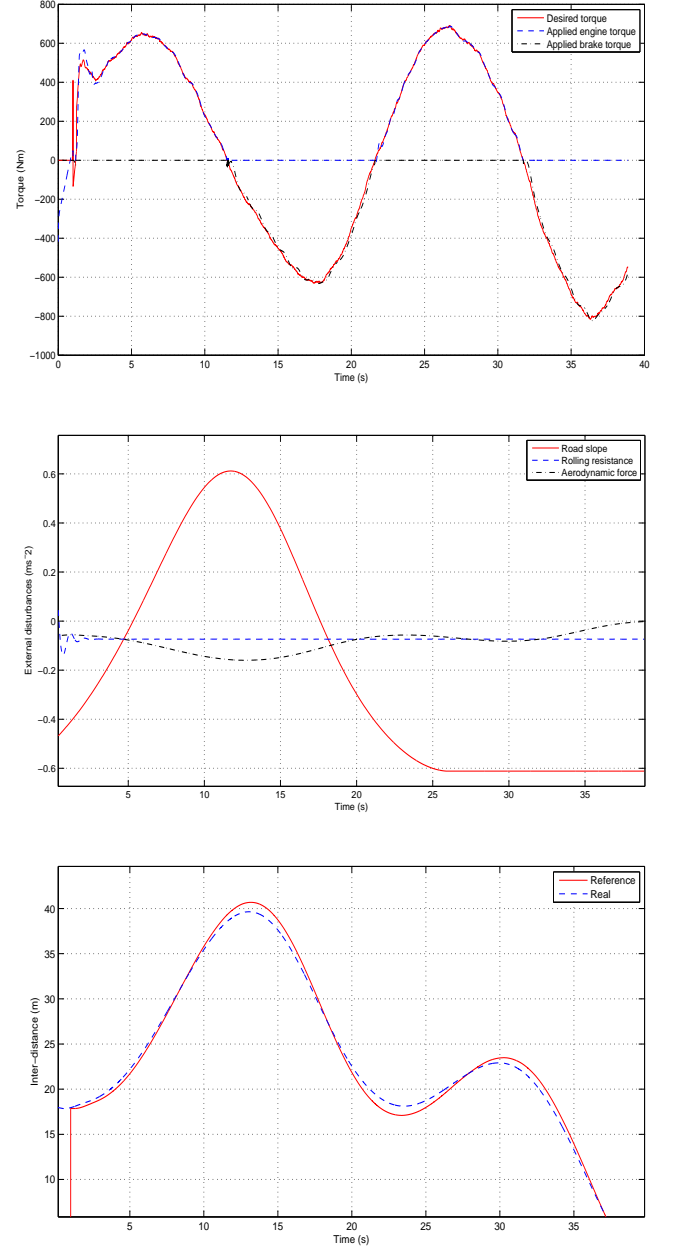 800
600
400
200
0
−200
−400
−600
−800
−1000
Torque (Nm)
Desired torque
Applied engine torque
Applied brake torque
0 5 10 15 20 25 30 35 40
Time (s)
0.6
0.4
0.2
0
−0.2
−0.4
−0.6
External disturbances (ms^-2)
Road slope
Rolling resistance
Aerodynamic force
5 10 15 20 25 30 35
Time (s)
40
35
30
25
20
15
10
Inter−distance (m)
Reference
Real
5 10 15 20 25 30 35
Time (s)